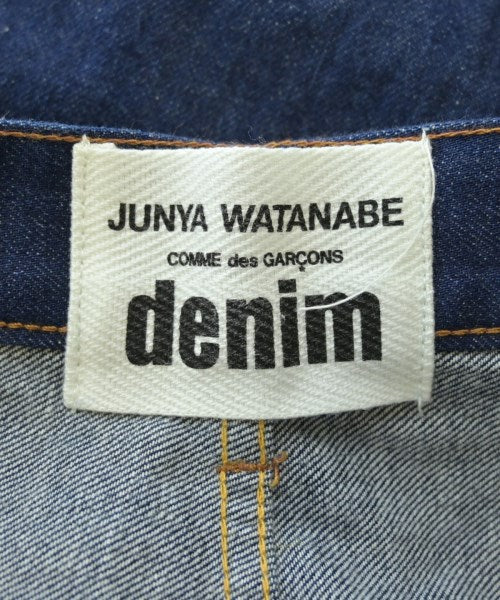 JUNYA WATANABE
COMME des GARÇONS
denim